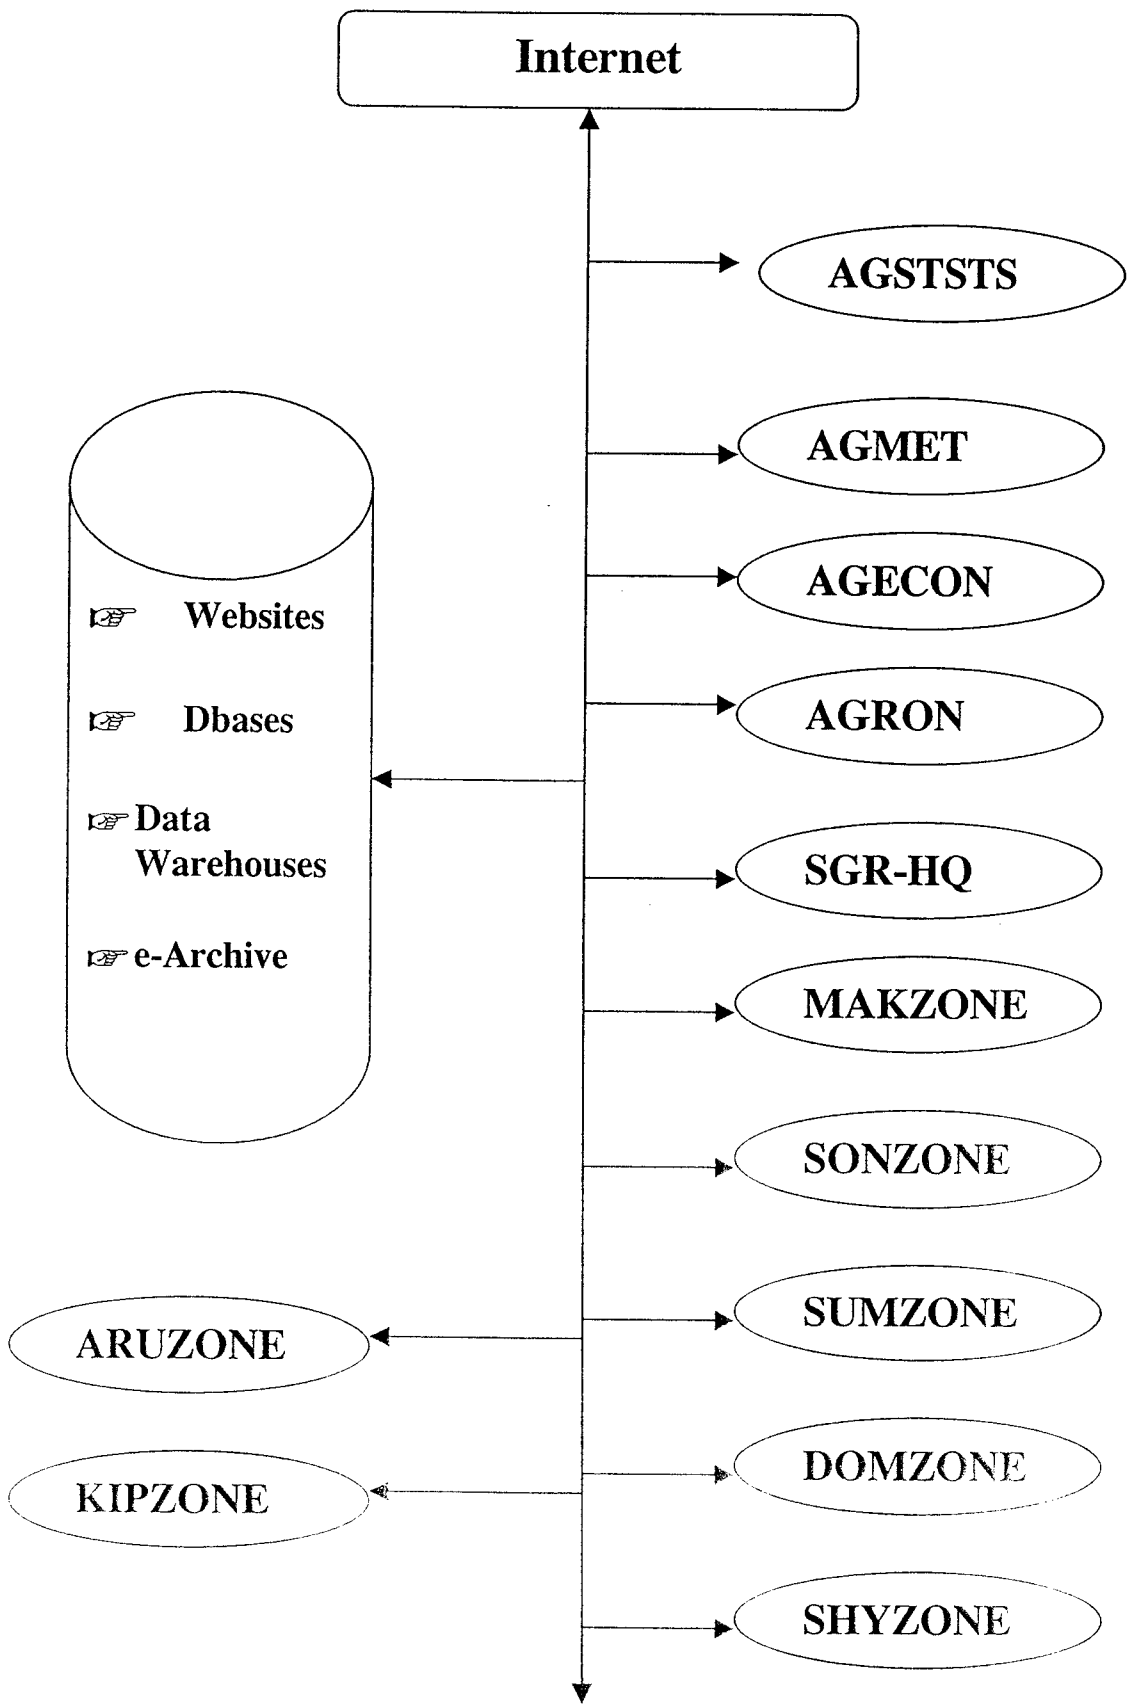 Internet
AGSTSTS
AGMET
AGECON
AGRON
SGR-HQ
MAKZONE
SONZONE
SUMZONE
DOMZONE
SHYZONE
☞ Websites
☞ Dbases
☞ Data
Warehouses
☞ e-Archive
ARUZONE
KIPZONE